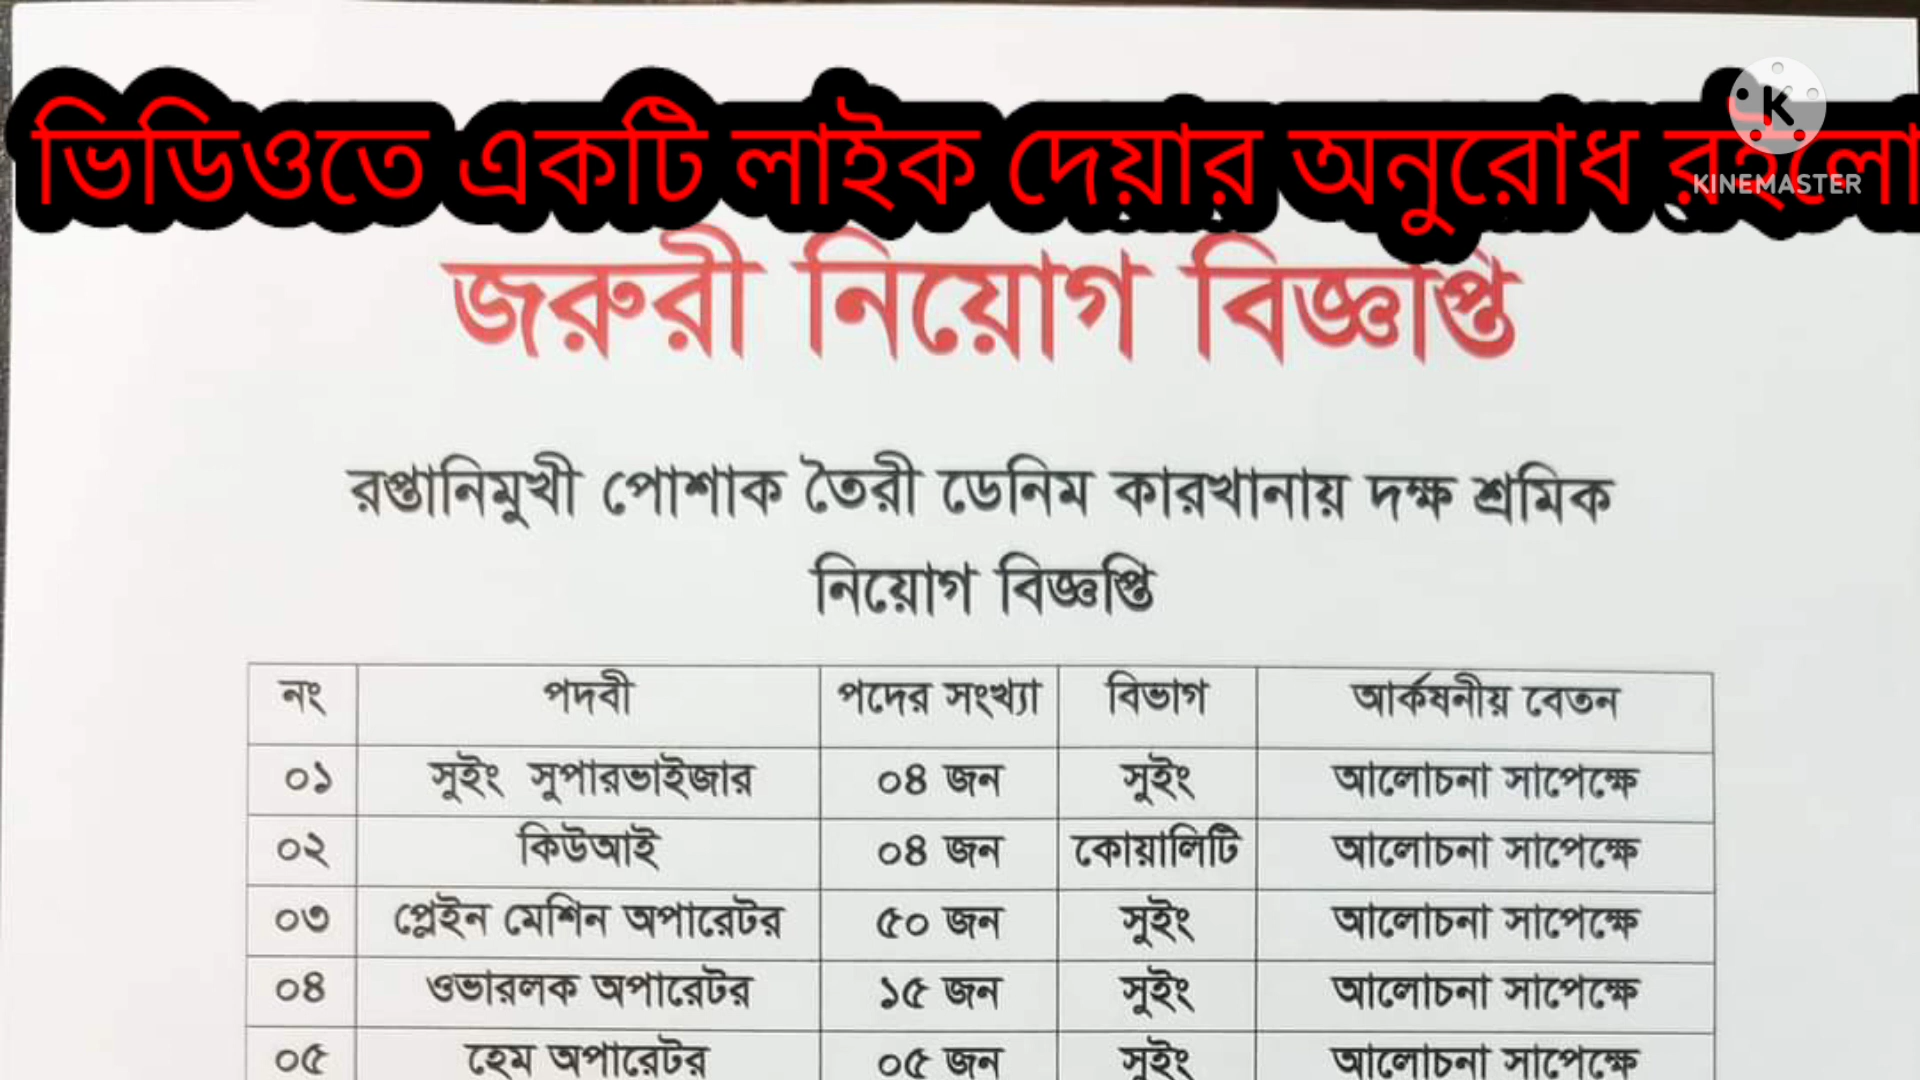 ভিডিওতে একটি লাইক দেয়ার অনুরোধ রইলো
KINEMASTER
জরুরী নিয়োগ বিজ্ঞপ্তি
রপ্তানিমুখী পোশাক তৈরী ডেনিম কারখানায় দক্ষ শ্রমিক
নিয়োগ বিজ্ঞপ্তি
নং পদবী পদের সংখ্যা বিভাগ আর্কষনীয় বেতন
০১ সুইং সুপারভাইজার ০৪ জন সুইং আলোচনা সাপেক্ষে
০২ কিউআই ০৪ জন কোয়ালিটি আলোচনা সাপেক্ষে
০৩ প্লেইন মেশিন অপারেটর ৫০ জন সুইং আলোচনা সাপেক্ষে
০৪ ওভারলক অপারেটর ১৫ জন সুইং আলোচনা সাপেক্ষে
০৫ হেম অপারেটর ০৫ জন সুইং আলোচনা সাপেক্ষে